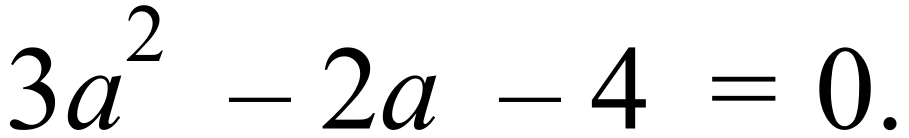 3a² − 2a − 4 = 0.